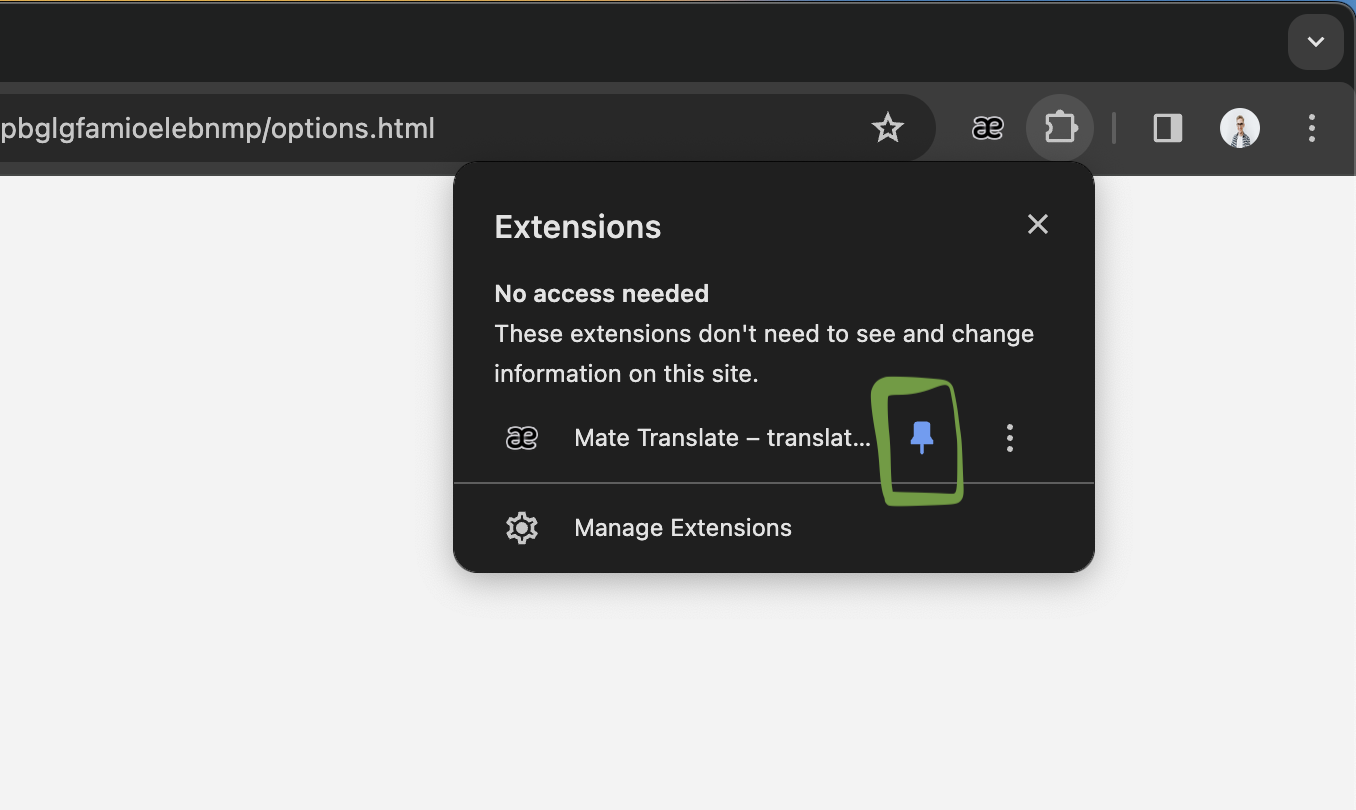 pbglgfamioelebnmp/options.html
æ
Extensions
No access needed
These extensions don't need to see and change
information on this site.
æ Mate Translate – translat...
Manage Extensions